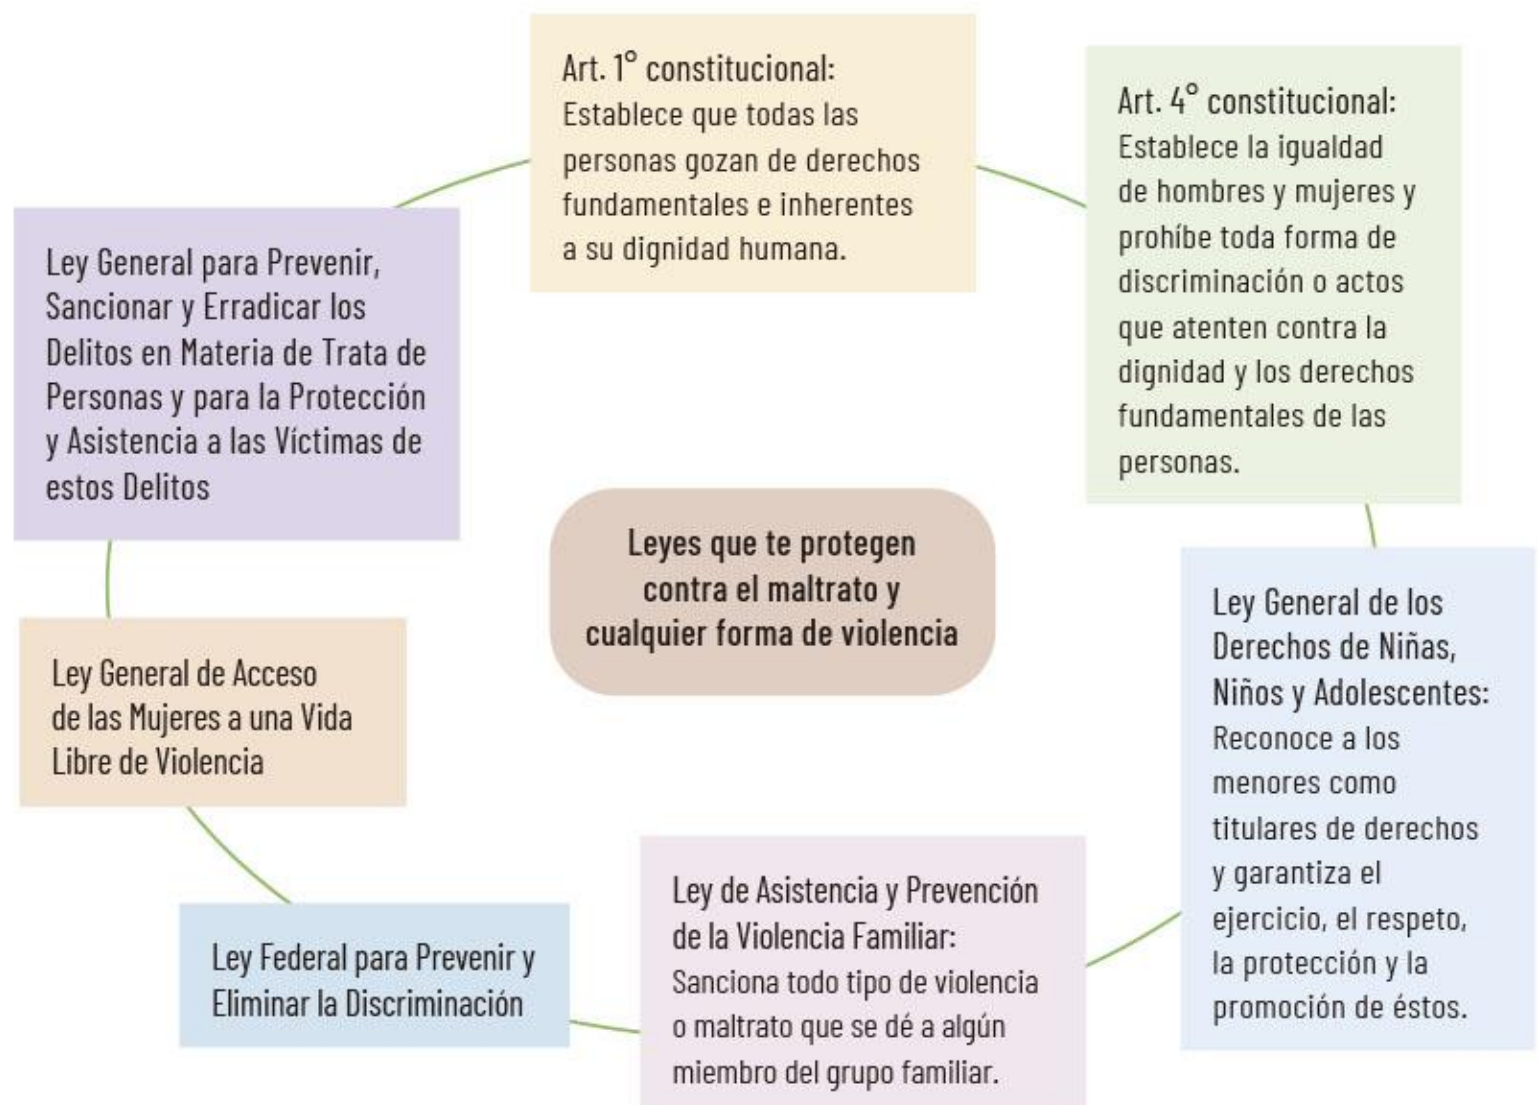 Art. 1° constitucional:
Establece que todas las
personas gozan de derechos
fundamentales e inherentes
a su dignidad humana.
Art. 4° constitucional:
Establece la igualdad
de hombres y mujeres y
prohíbe toda forma de
discriminación o actos
que atenten contra la
dignidad y los derechos
fundamentales de las
personas.
Ley General de los
Derechos de Niñas,
Niños y Adolescentes:
Reconoce a los
menores como
titulares de derechos
y garantiza el
ejercicio, el respeto,
la protección y la
promoción de éstos.
Ley de Asistencia y Prevención
de la Violencia Familiar:
Sanciona todo tipo de violencia
o maltrato que se dé a algún
miembro del grupo familiar.
Ley Federal para Prevenir y
Eliminar la Discriminación
Ley General de Acceso
de las Mujeres a una Vida
Libre de Violencia
Ley General para Prevenir,
Sancionar y Erradicar los
Delitos en Materia de Trata de
Personas y para la Protección
y Asistencia a las Víctimas de
estos Delitos
Leyes que te protegen
contra el maltrato y
cualquier forma de violencia